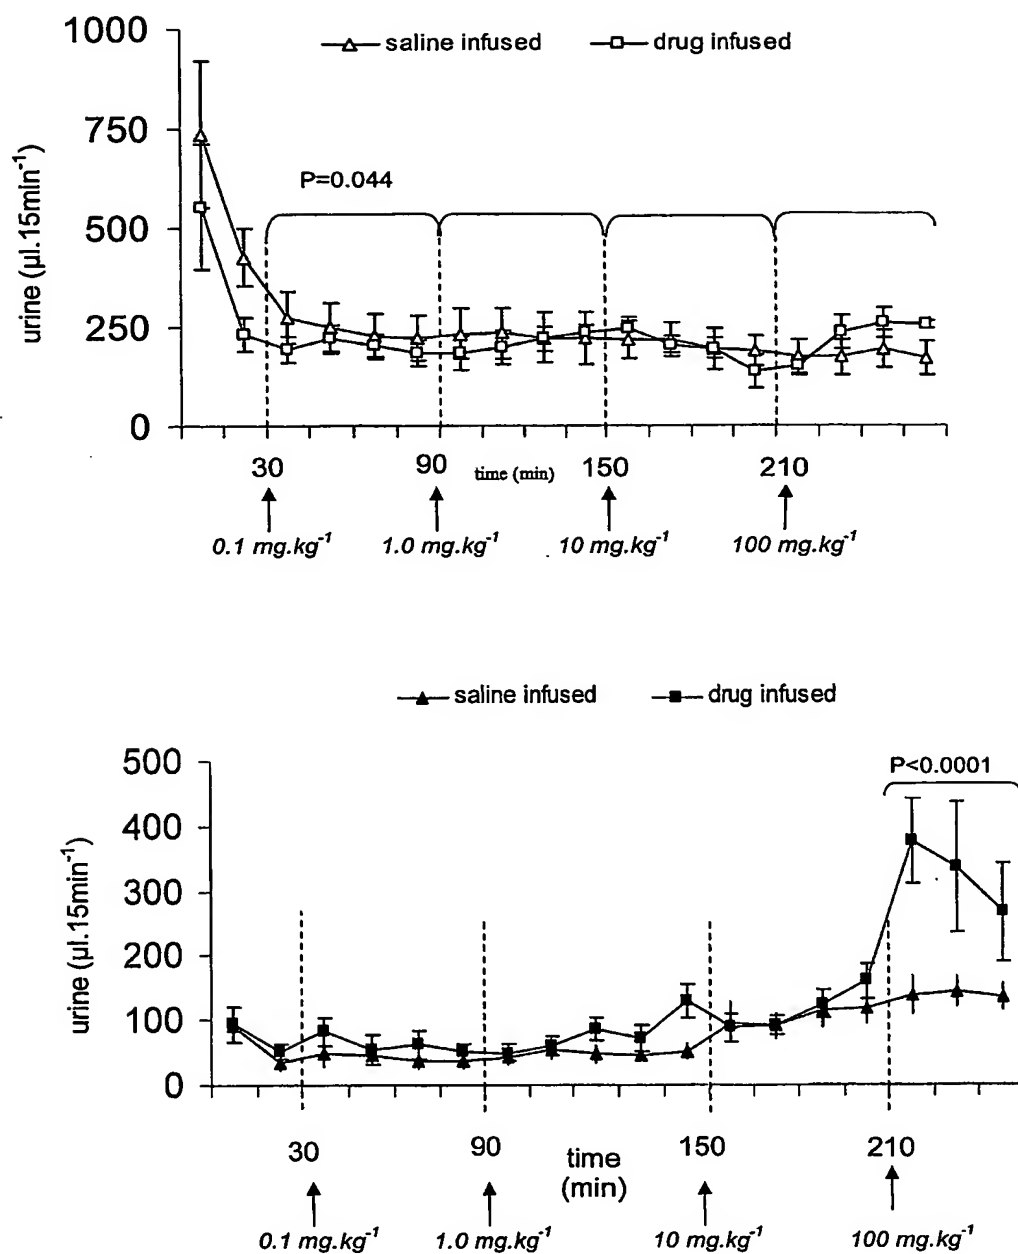 1000
saline infused
drug infused
750
P=0.044
500
250
0
urine (µl.15min⁻¹)
30 90 time (min) 150 210
0.1 mg.kg⁻¹ 1.0 mg.kg⁻¹ 10 mg.kg⁻¹ 100 mg.kg⁻¹
saline infused drug infused
500
P<0.0001
400
300
200
100
0
urine (µl.15min⁻¹)
30 90 time 150 210
(min)
0.1 mg.kg⁻¹ 1.0 mg.kg⁻¹ 10 mg.kg⁻¹ 100 mg.kg⁻¹